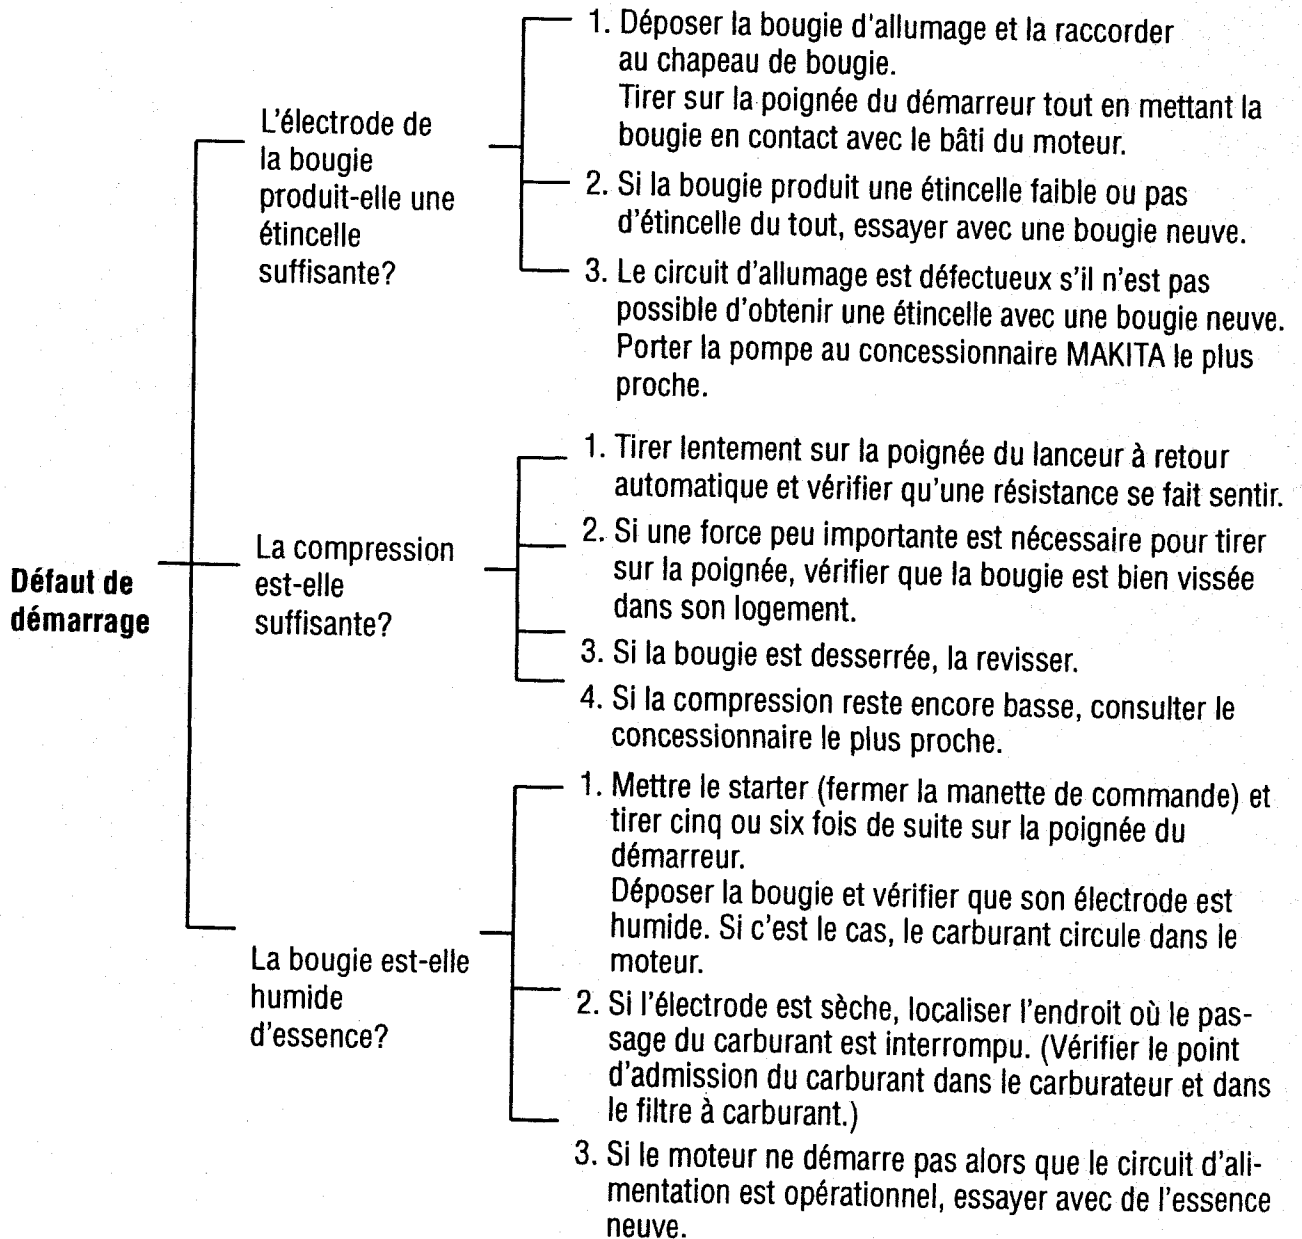 Défaut de
démarrage
L'électrode de
la bougie
produit-elle une
étincelle
suffisante?
1. Déposer la bougie d'allumage et la raccorder
au chapeau de bougie.
Tirer sur la poignée du démarreur tout en mettant la
bougie en contact avec le bâti du moteur.
2. Si la bougie produit une étincelle faible ou pas
d'étincelle du tout, essayer avec une bougie neuve.
3. Le circuit d'allumage est défectueux s'il n'est pas
possible d'obtenir une étincelle avec une bougie neuve.
Porter la pompe au concessionnaire MAKITA le plus
proche.
La compression
est-elle
suffisante?
1. Tirer lentement sur la poignée du lanceur à retour
automatique et vérifier qu'une résistance se fait sentir.
2. Si une force peu importante est nécessaire pour tirer
sur la poignée, vérifier que la bougie est bien vissée
dans son logement.
3. Si la bougie est desserrée, la revisser.
4. Si la compression reste encore basse, consulter le
concessionnaire le plus proche.
La bougie est-elle
humide
d'essence?
1. Mettre le starter (fermer la manette de commande) et
tirer cinq ou six fois de suite sur la poignée du
démarreur.
Déposer la bougie et vérifier que son électrode est
humide. Si c'est le cas, le carburant circule dans le
moteur.
2. Si l'électrode est sèche, localiser l'endroit où le pas-
sage du carburant est interrompu. (Vérifier le point
d'admission du carburant dans le carburateur et dans
le filtre à carburant.)
3. Si le moteur ne démarre pas alors que le circuit d'ali-
mentation est opérationnel, essayer avec de l'essence
neuve.